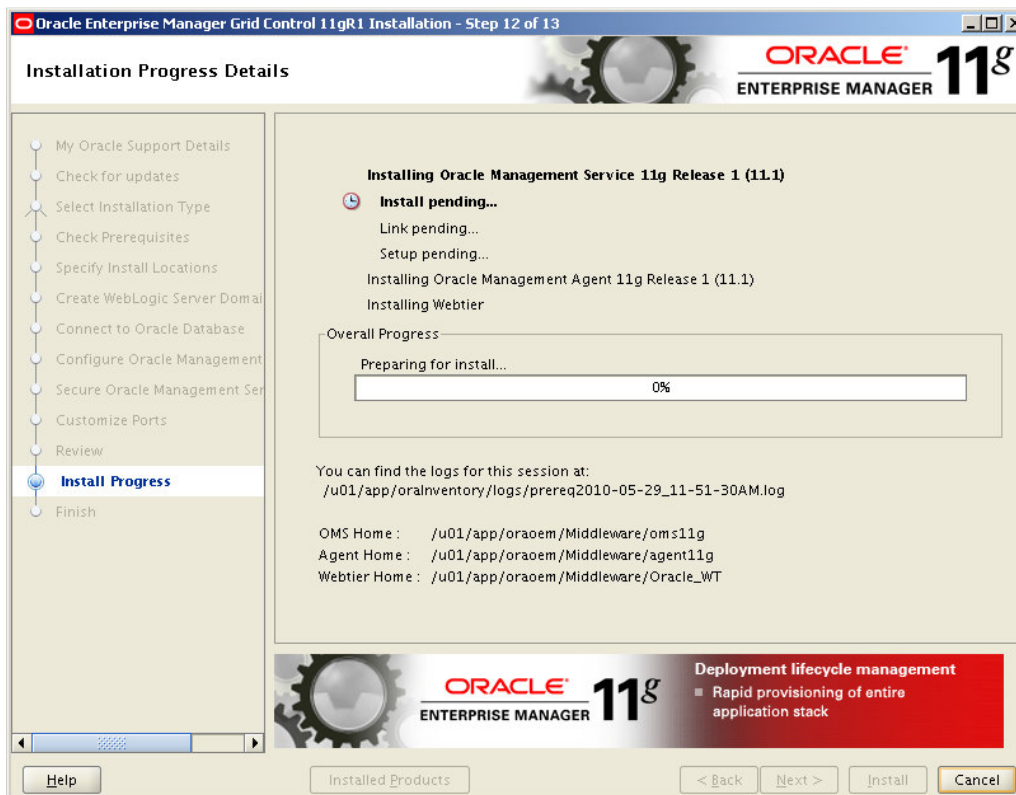 Oracle Enterprise Manager Grid Control 11gR1 Installation - Step 12 of 13
Installation Progress Details
ORACLE
ENTERPRISE MANAGER
11g
My Oracle Support Details
Check for updates
Select Installation Type
Check Prerequisites
Specify Install Locations
Create WebLogic Server Domai
Connect to Oracle Database
Configure Oracle Management
Secure Oracle Management Ser
Customize Ports
Review
Install Progress
Finish
Installing Oracle Management Service 11g Release 1 (11.1)
Install pending...
Link pending...
Setup pending...
Installing Oracle Management Agent 11g Release 1 (11.1)
Installing Webtier
Overall Progress
Preparing for install...
0%
You can find the logs for this session at:
/u01/app/oraInventory/logs/prereq2010-05-29_11-51-30AM.log
OMS Home : /u01/app/oraoem/Middleware/oms11g
Agent Home : /u01/app/oraoem/Middleware/agent11g
Webtier Home : /u01/app/oraoem/Middleware/Oracle_WT
ORACLE
ENTERPRISE MANAGER
11g
Deployment lifecycle management
Rapid provisioning of entire
application stack
Help
Installed Products
< Back
Next >
Install
Cancel